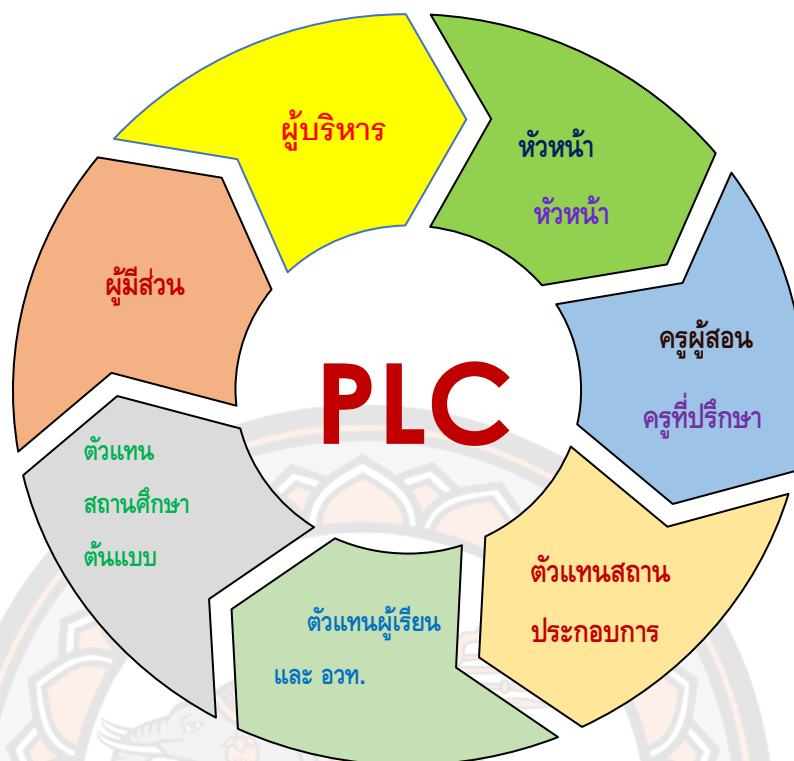 ผู้บริหาร
หัวหน้า
หัวหน้า
ครูผู้สอน
ครูที่ปรึกษา
ตัวแทนสถาน
ประกอบการ
ตัวแทนผู้เรียน
และ อวท.
ตัวแทน
สถานศึกษา
ต้นแบบ
ผู้มีส่วน
PLC